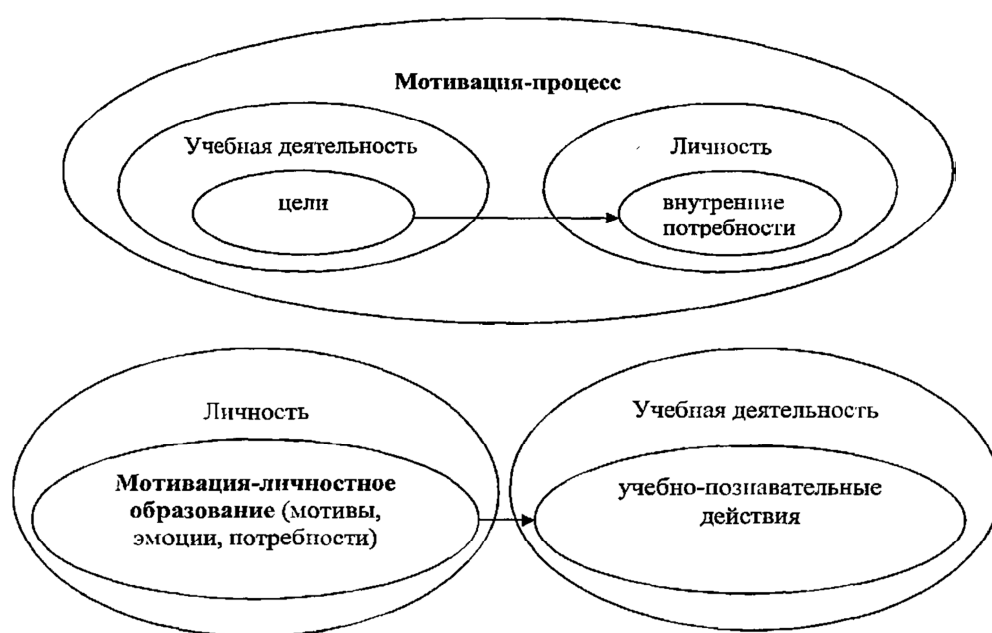 Мотивация-процесс
Учебная деятельность
Личность
цели
внутренние
потребности
Личность
Учебная деятельность
Мотивация-личностное
образование (мотивы,
эмоции, потребности)
учебно-познавательные
действия